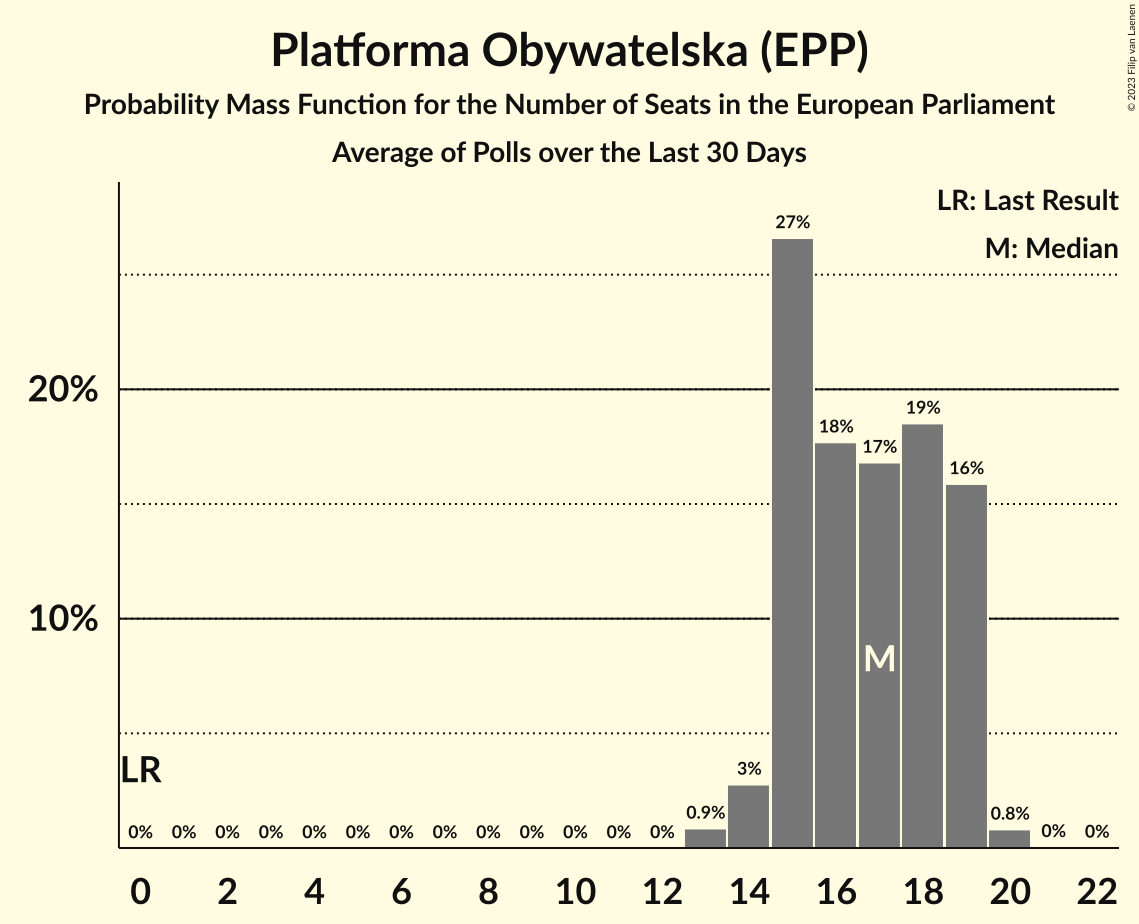 Platforma Obywatelska (EPP)
Probability Mass Function for the Number of Seats in the European Parliament
Average of Polls over the Last 30 Days
© 2023 Filip van Laenen
LR: Last Result
M: Median
27%
20%
19%
18%
17%
16%
10%
M
LR
3%
0.9%
0.8%
0% 0% 0% 0% 0% 0% 0% 0% 0% 0% 0% 0% 0% 0% 0%
0 2 4 6 8 10 12 14 16 18 20 22